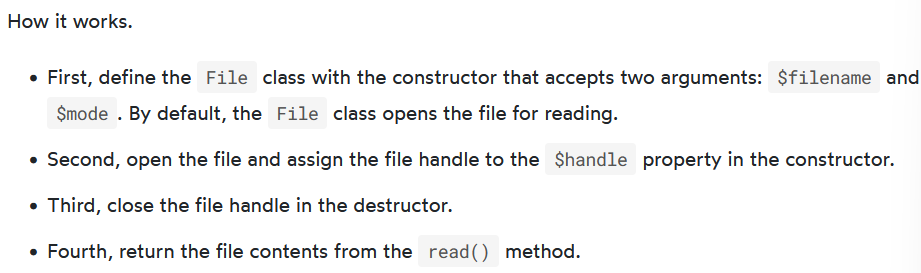 How it works.
• First, define the File class with the constructor that accepts two arguments: $filename and
$mode . By default, the File class opens the file for reading.
• Second, open the file and assign the file handle to the $handle property in the constructor.
• Third, close the file handle in the destructor.
• Fourth, return the file contents from the read() method.